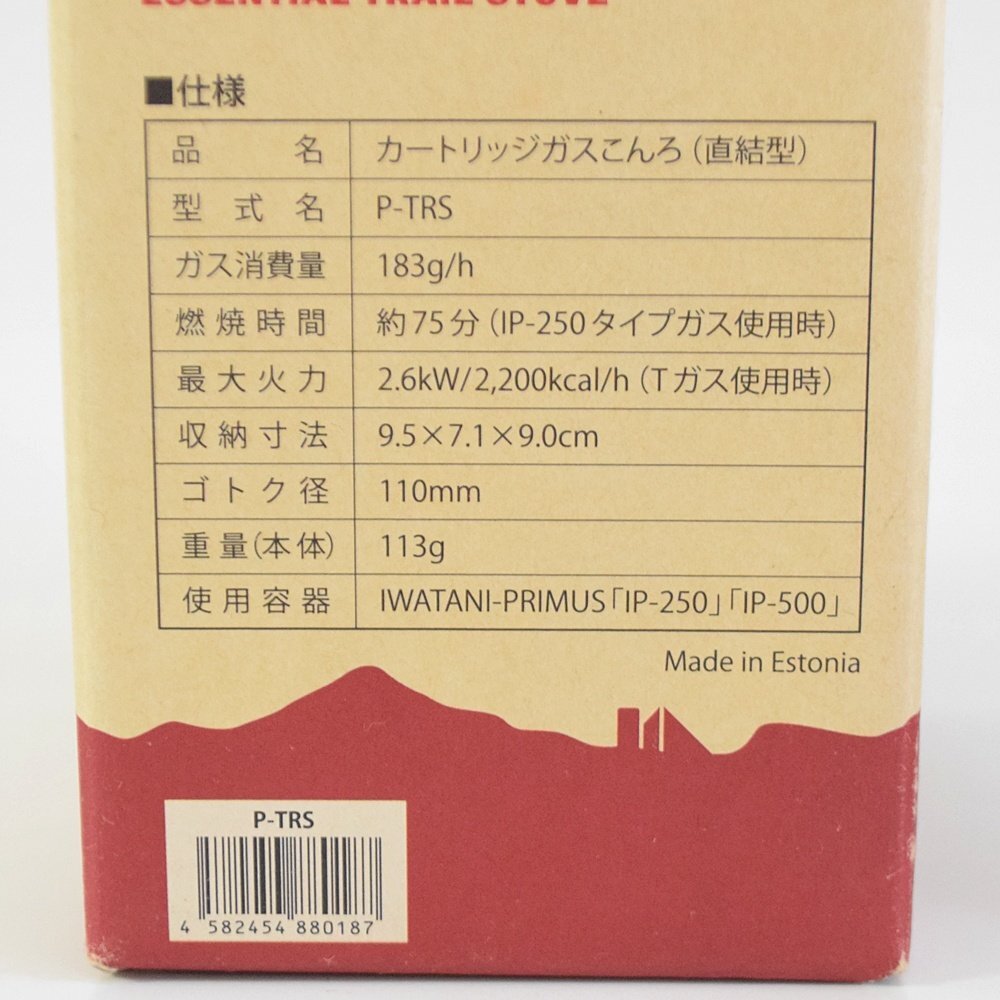 ESSENTIAL TRAIL STOVE
■仕様
品名 カートリッジガスこんろ（直結型）
型式名 P-TRS
ガス消費量 183g/h
燃焼時間 約75分（IP-250タイプガス使用時）
最大火力 2.6kW/2,200kcal/h（Tガス使用時）
収納寸法 9.5×7.1×9.0cm
ゴトク径 110mm
重量（本体） 113g
使用容器 IWATANI-PRIMUS「IP-250」「IP-500」
Made in Estonia
P-TRS
4 582454 880187